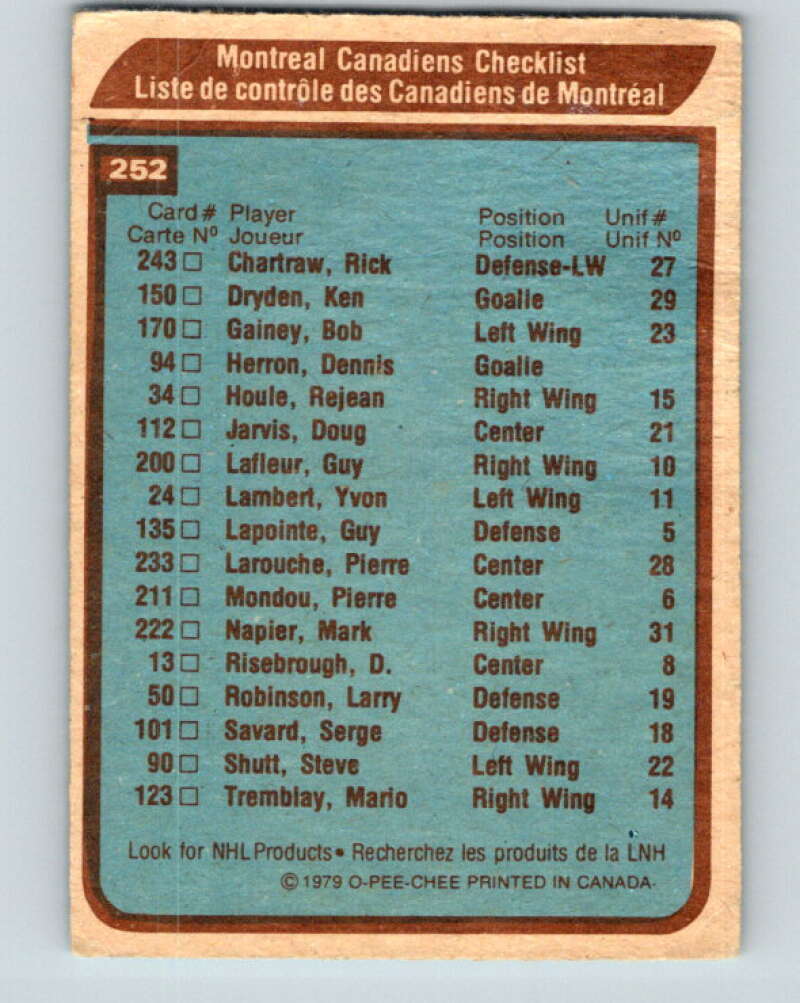 Montreal Canadiens Checklist
Liste de contrôle des Canadiens de Montréal
252
Card # Player Position Unif #
Carte Nº Joueur Position Unif Nº
243 □ Chartraw, Rick Defense-LW 27
150 □ Dryden, Ken Goalie 29
170 □ Gainey, Bob Left Wing 23
94 □ Herron, Dennis Goalie
34 □ Houle, Rejean Right Wing 15
112 □ Jarvis, Doug Center 21
200 □ Lafleur, Guy Right Wing 10
24 □ Lambert, Yvon Left Wing 11
135 □ Lapointe, Guy Defense 5
233 □ Larouche, Pierre Center 28
211 □ Mondou, Pierre Center 6
222 □ Napier, Mark Right Wing 31
13 □ Risebrough, D. Center 8
50 □ Robinson, Larry Defense 19
101 □ Savard, Serge Defense 18
90 □ Shutt, Steve Left Wing 22
123 □ Tremblay, Mario Right Wing 14
Look for NHL Products • Recherchez les produits de la LNH
© 1979 O-PEE-CHEE PRINTED IN CANADA